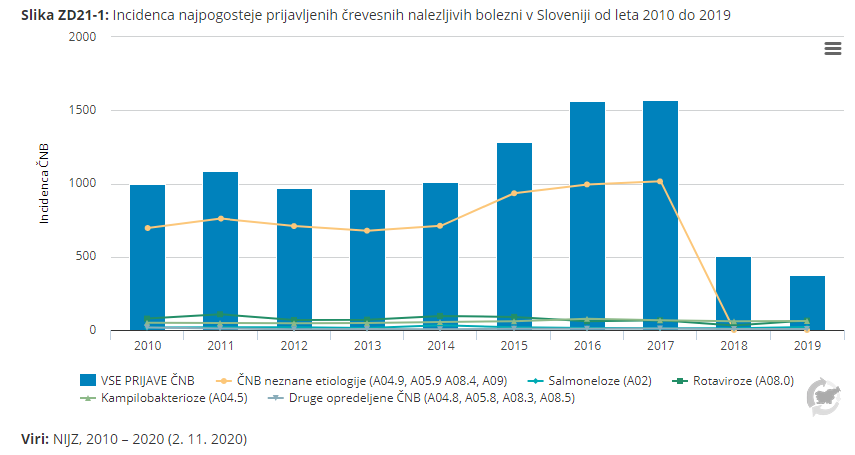 Slika ZD21-1: Incidenca najpogosteje prijavljenih črevesnih nalezljivih bolezni v Sloveniji od leta 2010 do 2019
2000
1500
1000
500
0
Incidenca ČNB
2010 2011 2012 2013 2014 2015 2016 2017 2018 2019
VSE PRIJAVE ČNB ČNB neznane etiologije (A04.9, A05.9 A08.4, A09) Salmoneloze (A02) Rotaviroze (A08.0)
Kampilobakterioze (A04.5) Druge opredeljene ČNB (A04.8, A05.8, A08.3, A08.5)
Viri: NIJZ, 2010 – 2020 (2. 11. 2020)